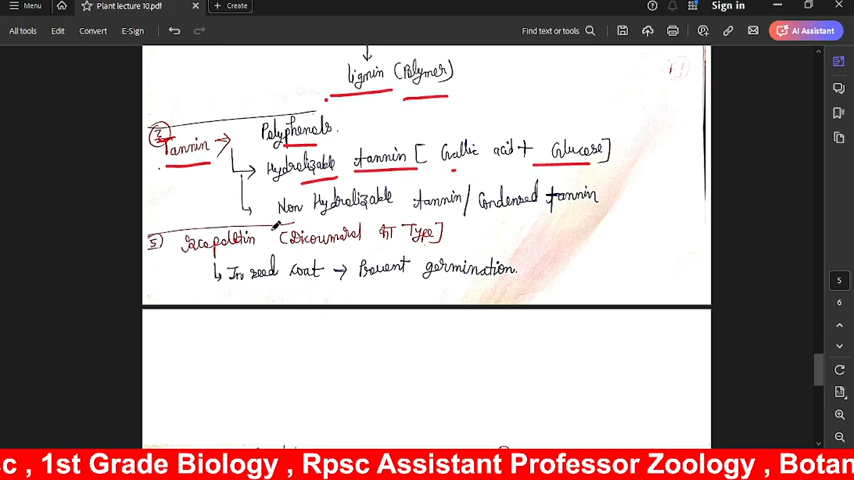 Menu
Plant lecture 10.pdf
Create
Sign in
All tools Edit Convert E-Sign Find text or tools AI Assistant
↓
lignin (Polymer)
Tannin → Polyphenols.
Hydrolizable tannin [Gallic acid + Glucose]
Non Hydrolizable tannin/Condensed tannin
5) Scopoletin (Dicoumarol Type]
↳ In seed coat → Prevent germination.
5
6
sc , 1st Grade Biology , Rpsc Assistant Professor Zoology , Botan